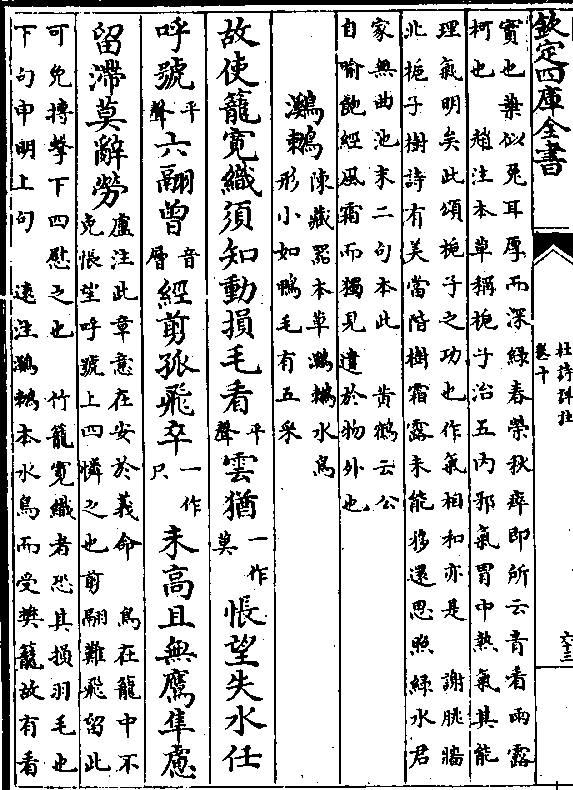 欽定四庫全書
杜詩詳註
卷十
六十三
實也葉似兔耳厚而深綠春榮秋瘁即所云青看雨露
柯也 趙注本草稱梔子治五内邪氣胃中熱氣其能
理氣明矣此頌梔子之功也作氣相和亦是 謝脁牆
北梔子樹詩有美當階樹霜露未能移還思照綠水君
家無曲池末二句本此 黄鶴云公
自喻飽經風霜而獨見遺於物外也
鸂鶒 陳藏器本草鸂鶒水鳥
形小如鴨毛有五采
故使籠寛織須知動損毛看平聲雲猶一作莫悵望失水任
呼號平聲六翮曾音層經剪孤飛卒一作尺未高且無鷹隼慮
留滯莫辭勞 盧注此章意在安於義命 鳥在籠中不
免悵望呼號上四憐之也剪翮難飛留此
可免摶擊下四慰之也 竹籠寛織者恐其損羽毛也
下句申明上句 遠注鸂鶒本水鳥而受樊籠故有看